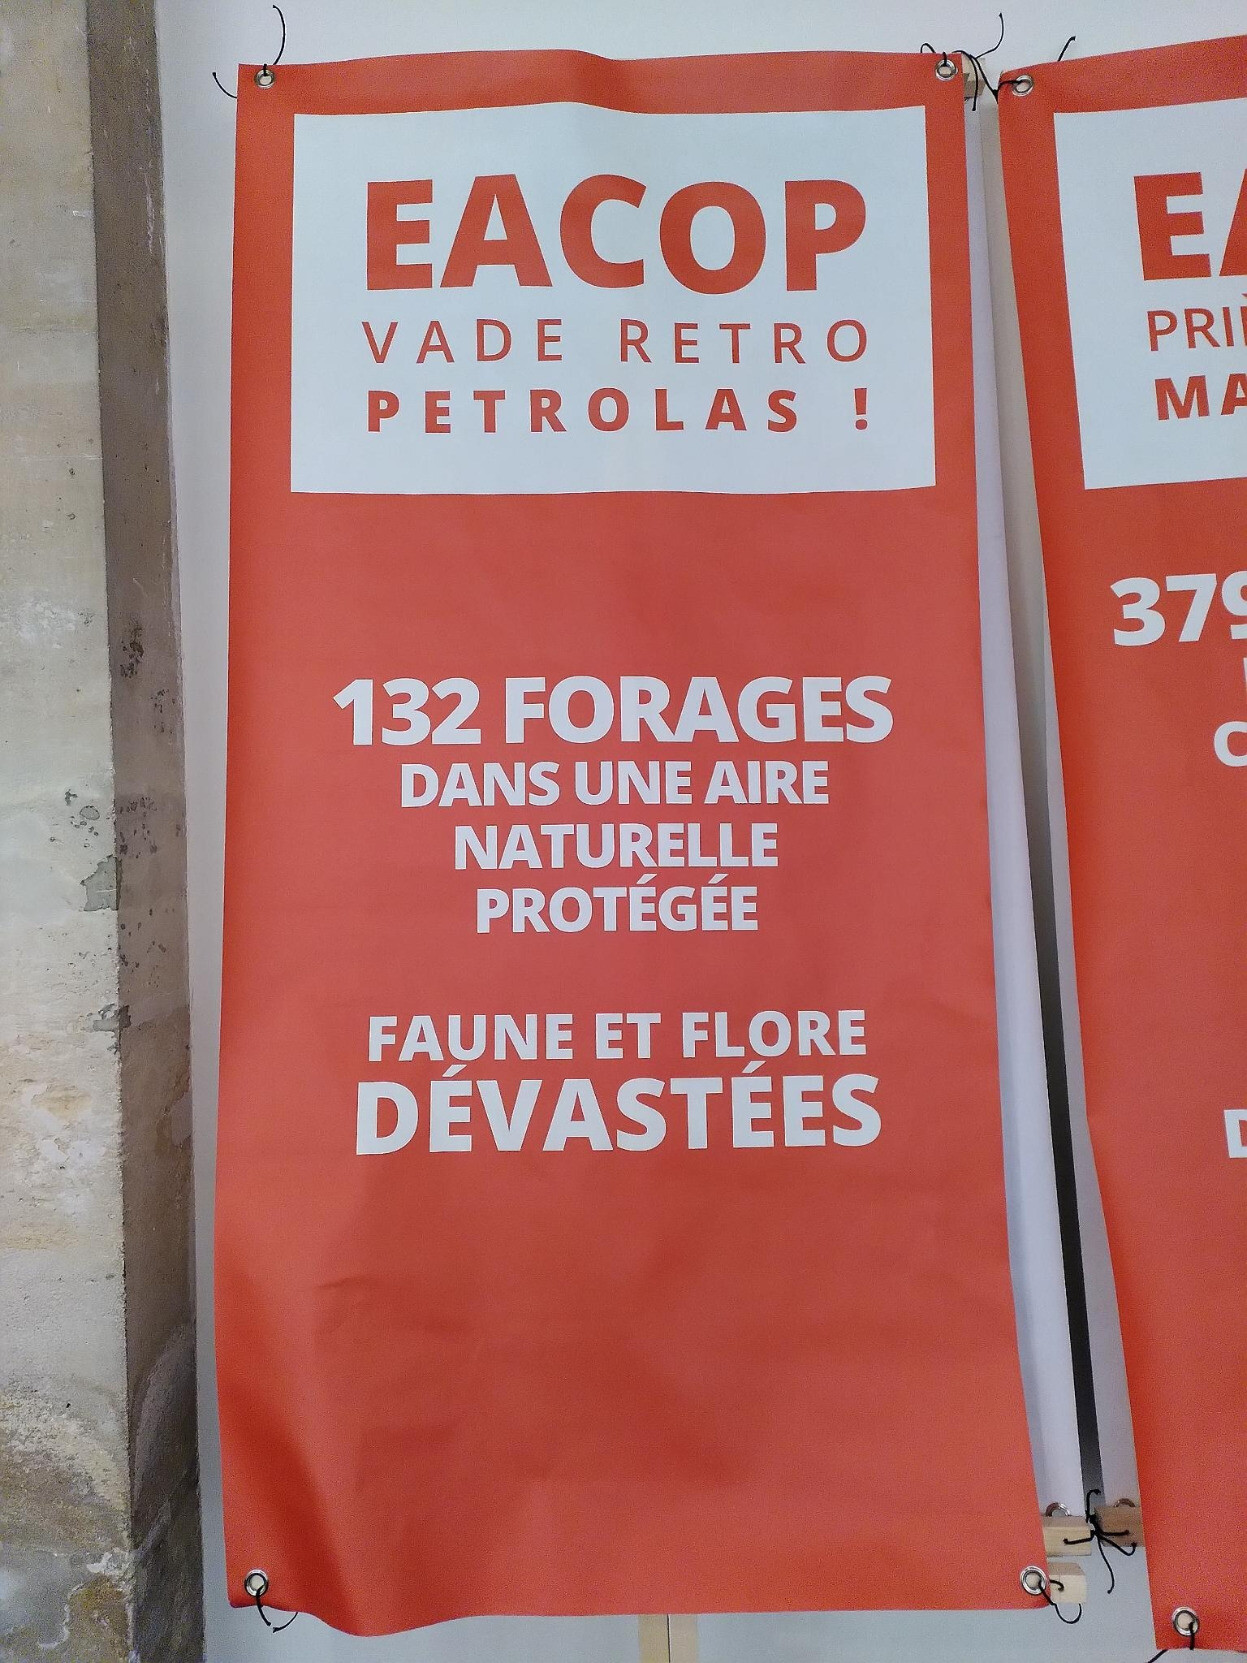 EACOP
VADE RETRO
PETROLAS !
132 FORAGES
DANS UNE AIRE
NATURELLE
PROTÉGÉE
FAUNE ET FLORE
DÉVASTÉES